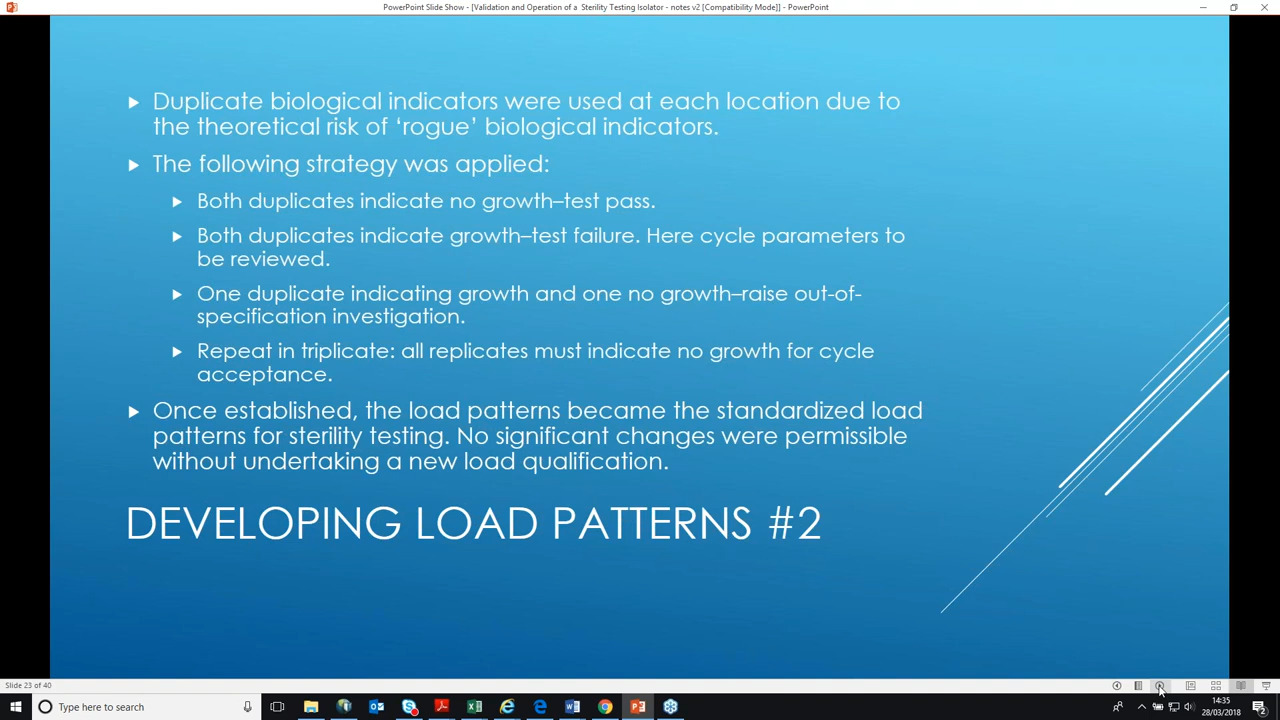 PowerPoint Slide Show - [Validation and Operation of a Sterility Testing Isolator - notes v2 [Compatibility Mode]] - PowerPoint
Duplicate biological indicators were used at each location due to
the theoretical risk of ‘rogue’ biological indicators.
The following strategy was applied:
Both duplicates indicate no growth–test pass.
Both duplicates indicate growth–test failure. Here cycle parameters to
be reviewed.
One duplicate indicating growth and one no growth–raise out-of-
specification investigation.
Repeat in triplicate: all replicates must indicate no growth for cycle
acceptance.
Once established, the load patterns became the standardized load
patterns for sterility testing. No significant changes were permissible
without undertaking a new load qualification.
DEVELOPING LOAD PATTERNS #2
Slide 23 of 40
Type here to search
14:35
28/03/2018
2